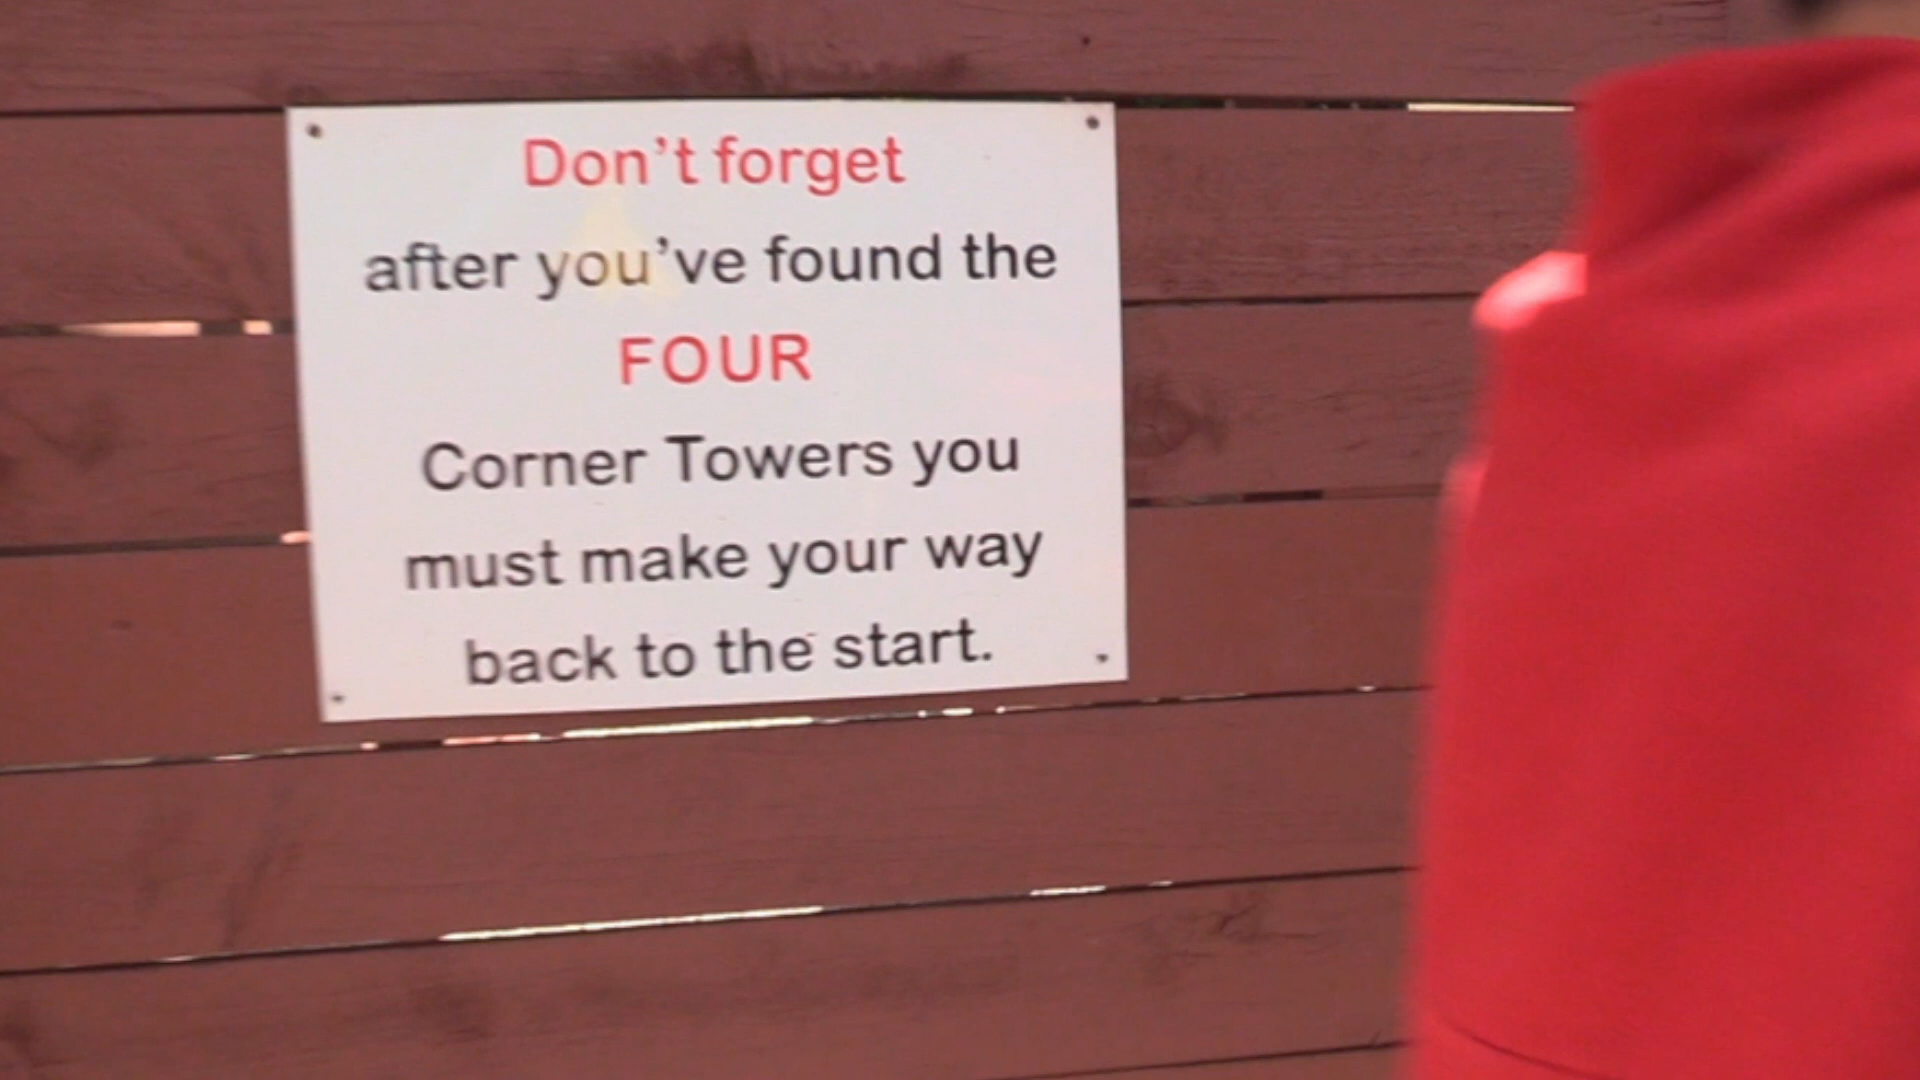 Don't forget
after you've found the
FOUR
Corner Towers you
must make your way
back to the start.